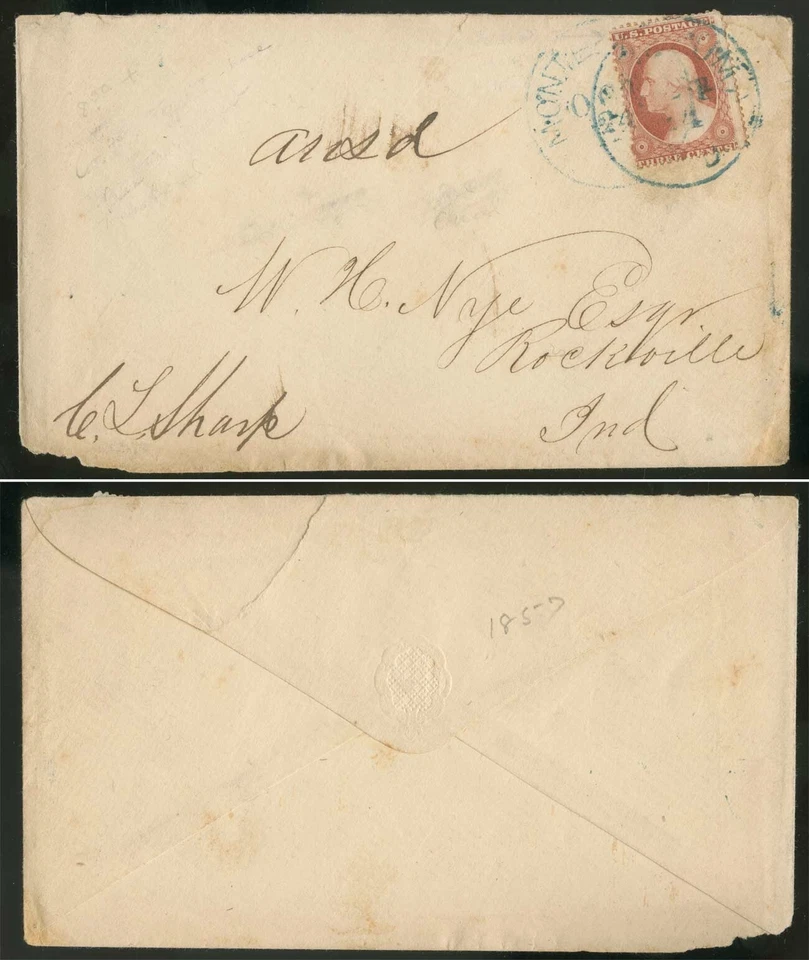 U.S. POSTAGE
THREE CENTS
ansd
W. H. Nye Esqr
Rockville
Ind
C. L. Sharp
1857